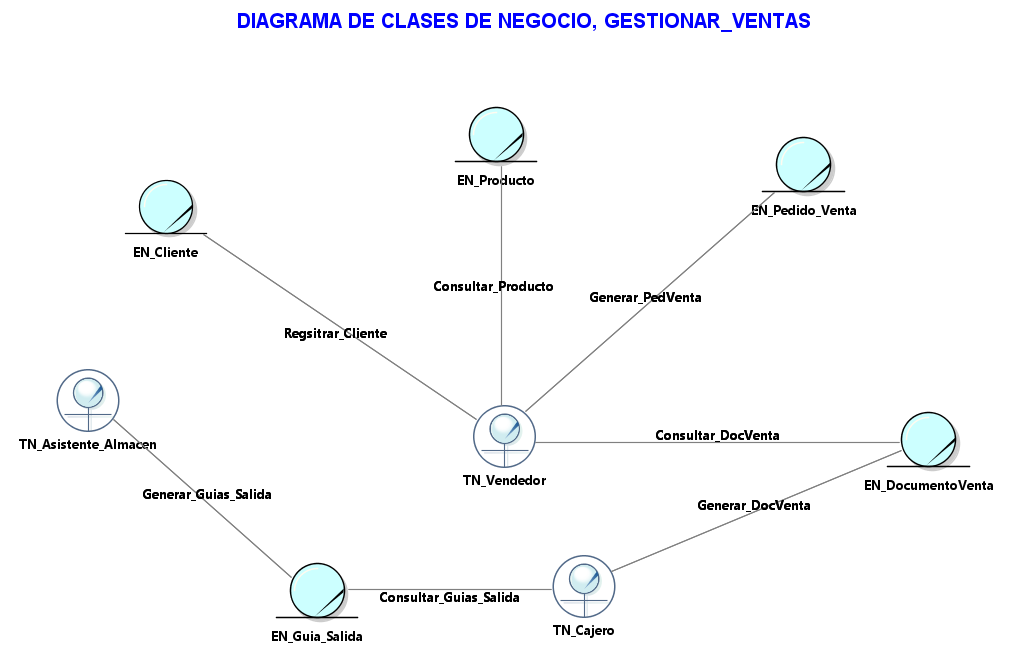 DIAGRAMA DE CLASES DE NEGOCIO, GESTIONAR_VENTAS
EN_Producto
EN_Pedido_Venta
EN_Cliente
Consultar_Producto
Generar_PedVenta
Regsitrar_Cliente
TN_Asistente_Almacen
Consultar_DocVenta
TN_Vendedor
EN_DocumentoVenta
Generar_Guias_Salida
Generar_DocVenta
Consultar_Guias_Salida
TN_Cajero
EN_Guia_Salida